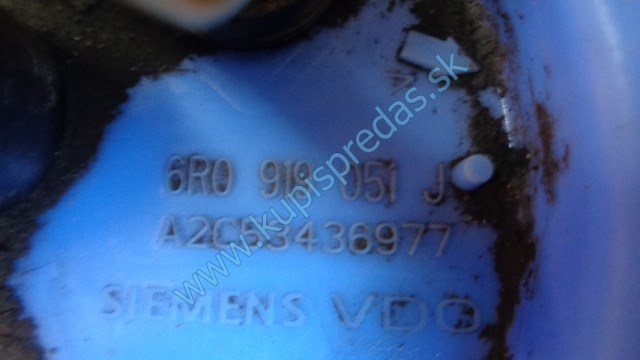 6R0 919 051 J
A2C53436977
SIEMENS VDO
www.kupispredas.sk